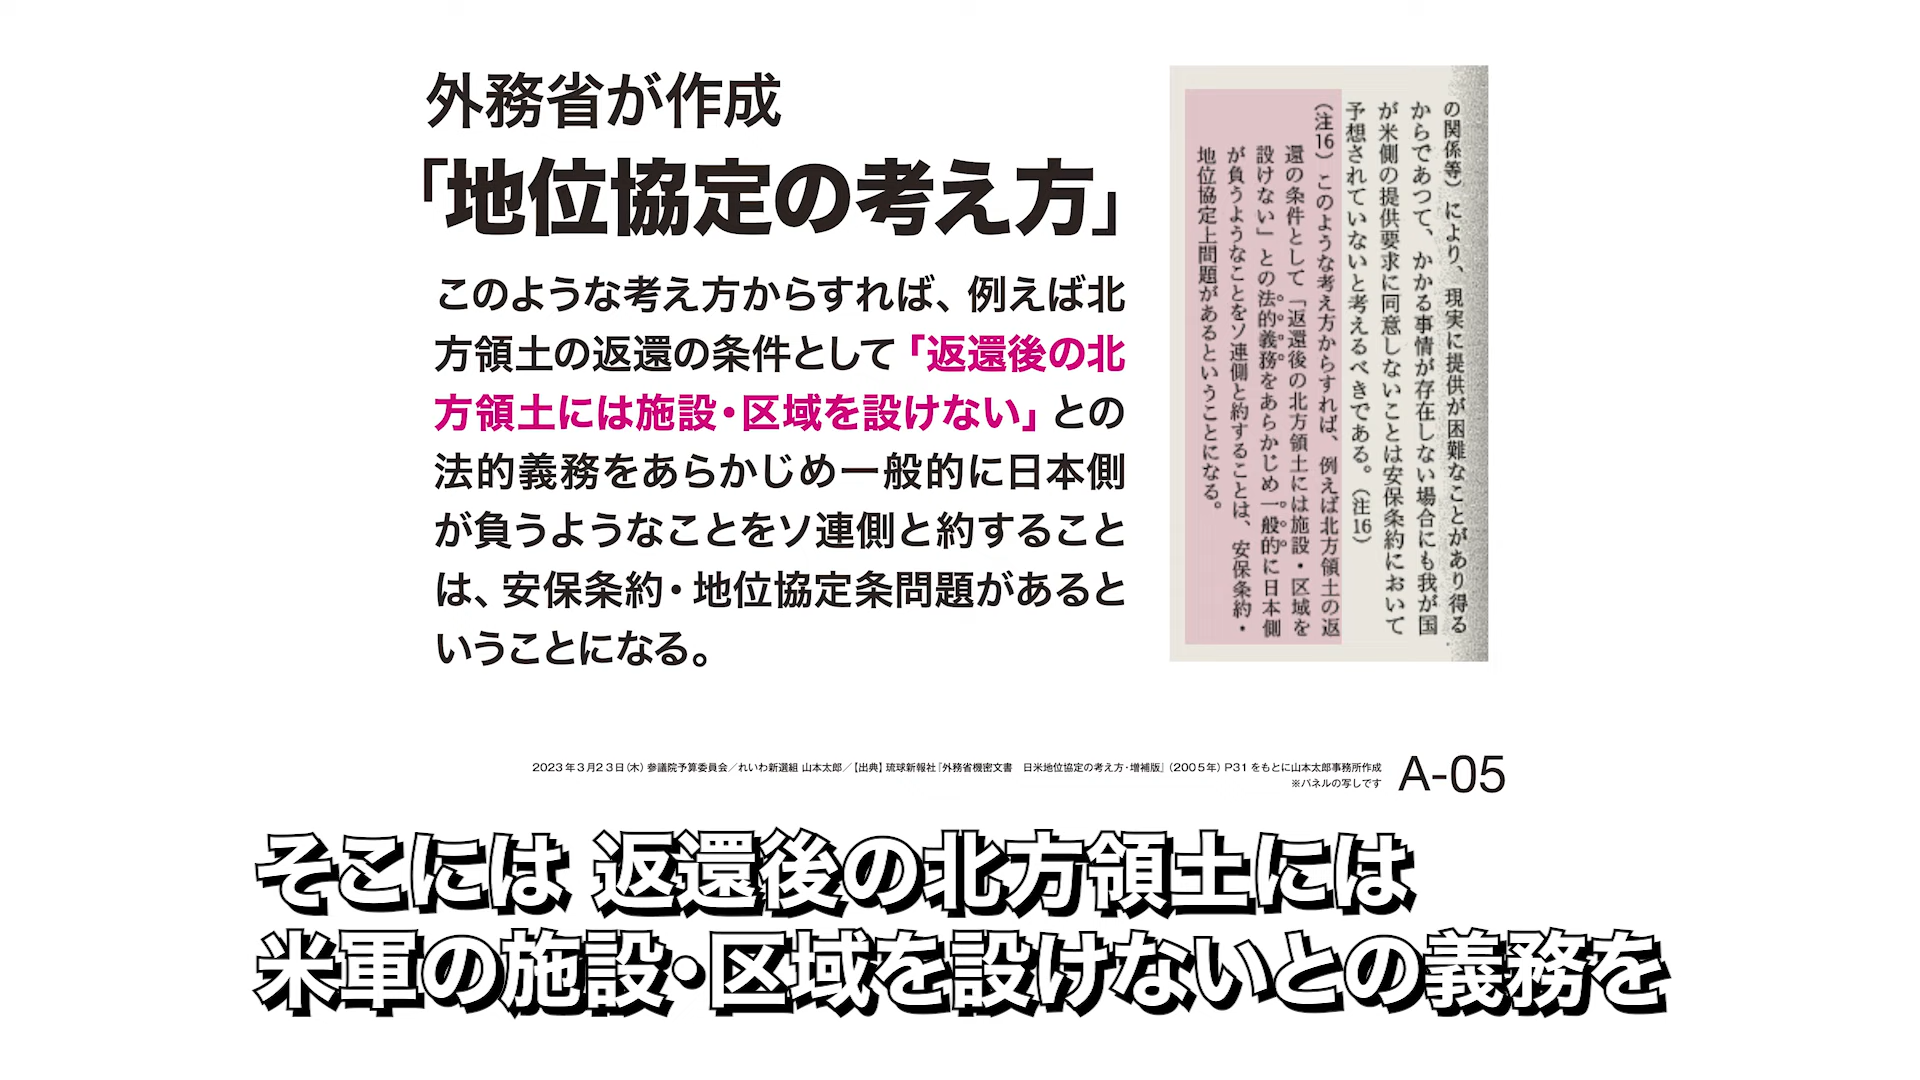 外務省が作成
「地位協定の考え方」
このような考え方からすれば、例えば北
方領土の返還の条件として「返還後の北
方領土には施設・区域を設けない」との
法的義務をあらかじめ一般的に日本側
が負うようなことをソ連側と約すること
は、安保条約・地位協定条問題があると
いうことになる。
の関係等）により、現実に提供が困難なことがあり得る
からであつて、かかる事情が存在しない場合にも我が国
が米側の提供要求に同意しないことは安保条約において
予想されていないと考えるべきである。（注16）
（注16）このような考え方からすれば、例えば北方領土の返
還の条件として「返還後の北方領土には施設・区域を
設けない」との法的義務をあらかじめ一般的に日本側
が負うようなことをソ連側と約することは、安保条約・
地位協定上問題があるということになる。
2023年3月23日（木）参議院予算委員会／れいわ新選組 山本太郎／【出典】琉球新報社『外務省機密文書　日米地位協定の考え方・増補版』（2005年）P31をもとに山本太郎事務所作成
※パネルの写しです
A-05
そこには 返還後の北方領土には
米軍の施設・区域を設けないとの義務を